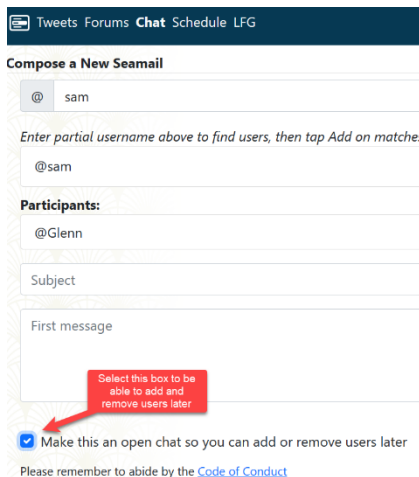 Tweets Forums Chat Schedule LFG
Compose a New Seamail
@ sam
Enter partial username above to find users, then tap Add on matche
@sam
Participants:
@Glenn
Subject
First message
Select this box to be
able to add and
remove users later
Make this an open chat so you can add or remove users later
Please remember to abide by the Code of Conduct